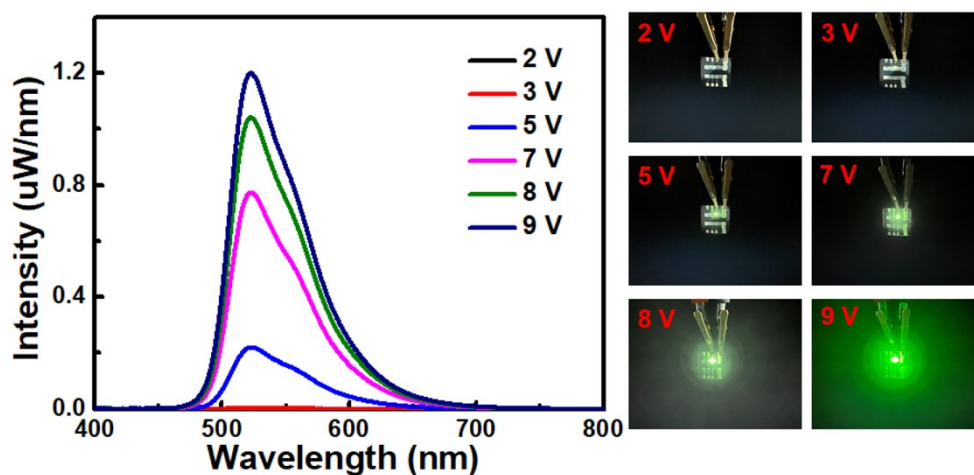 Intensity (uW/nm)
1.2
0.8
0.4
0.0
400
500
600
700
800
Wavelength (nm)
2 V
3 V
5 V
7 V
8 V
9 V
2 V
3 V
5 V
7 V
8 V
9 V